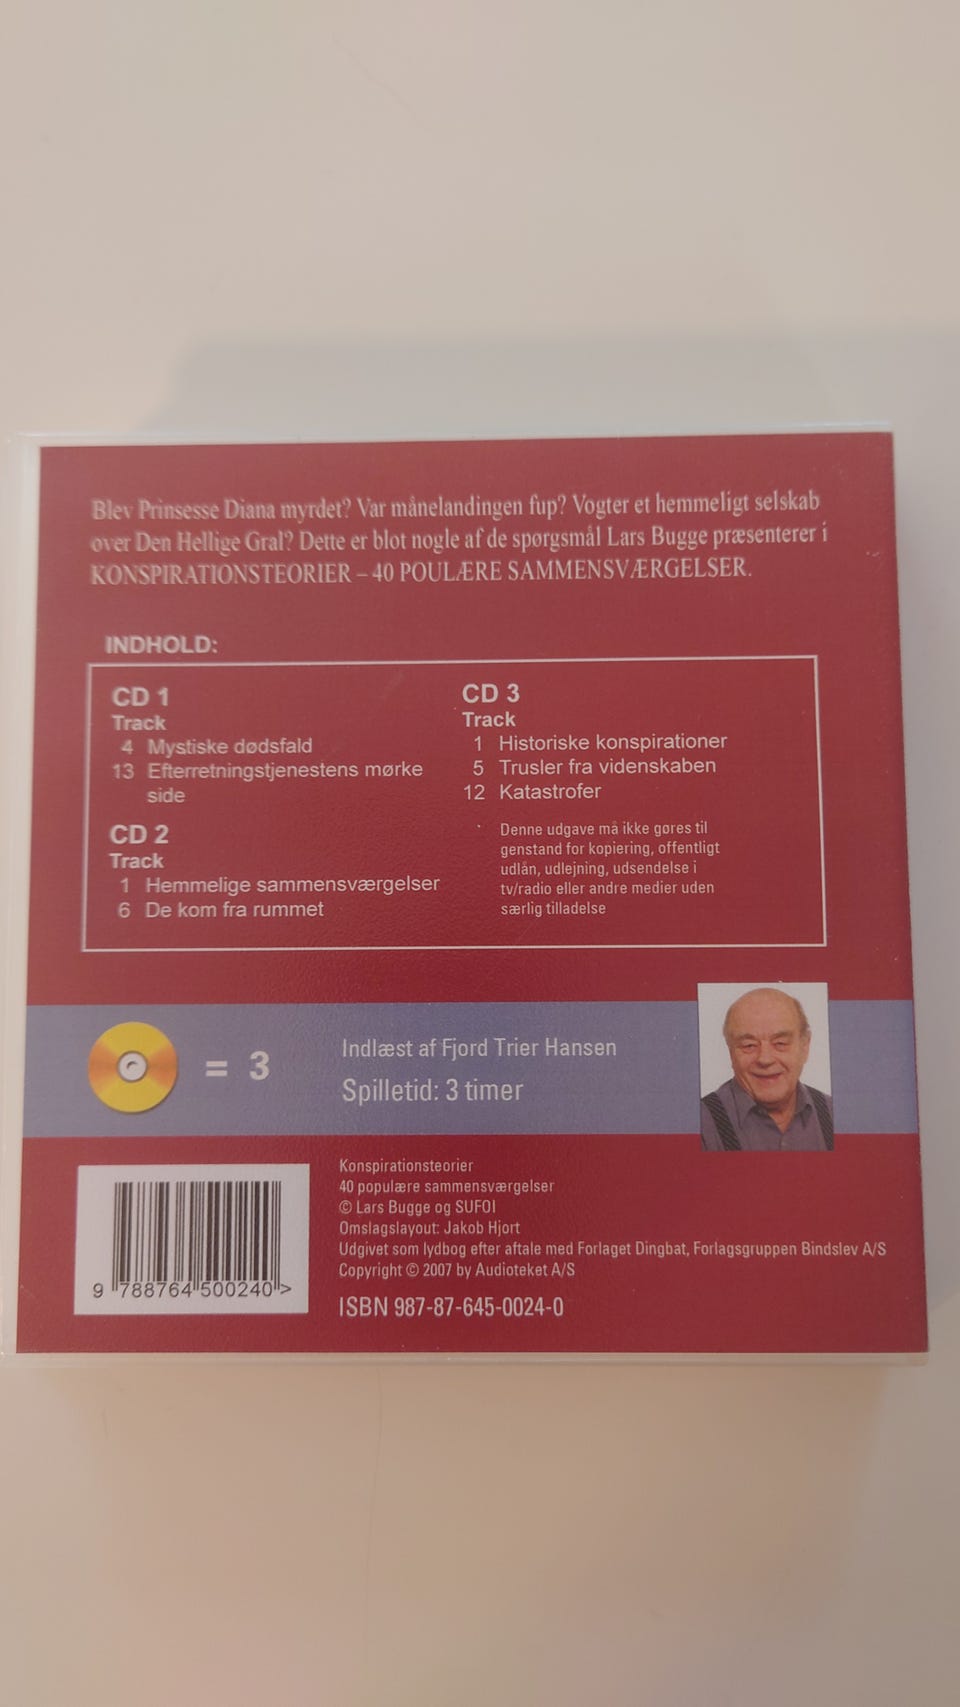 Blev Prinsesse Diana myrdet? Var månelandingen fup? Vogter et hemmeligt selskab
over Den Hellige Gral? Dette er blot nogle af de spørgsmål Lars Bugge præsenterer i
KONSPIRATIONSTEORIER – 40 POULÆRE SAMMENSVÆRGELSER.
INDHOLD:
CD 1
Track
4 Mystiske dødsfald
13 Efterretningstjenestens mørke
side
CD 2
Track
1 Hemmelige sammensværgelser
6 De kom fra rummet
CD 3
Track
1 Historiske konspirationer
5 Trusler fra videnskaben
12 Katastrofer
Denne udgave må ikke gøres til
genstand for kopiering, offentligt
udlån, udlejning, udsendelse i
tv/radio eller andre medier uden
særlig tilladelse
= 3
Indlæst af Fjord Trier Hansen
Spilletid: 3 timer
9 788764 500240 >
Konspirationsteorier
40 populære sammensværgelser
© Lars Bugge og SUFOI
Omslagslayout: Jakob Hjort
Udgivet som lydbog efter aftale med Forlaget Dingbat, Forlagsgruppen Bindslev A/S
Copyright © 2007 by Audioteket A/S
ISBN 987-87-645-0024-0